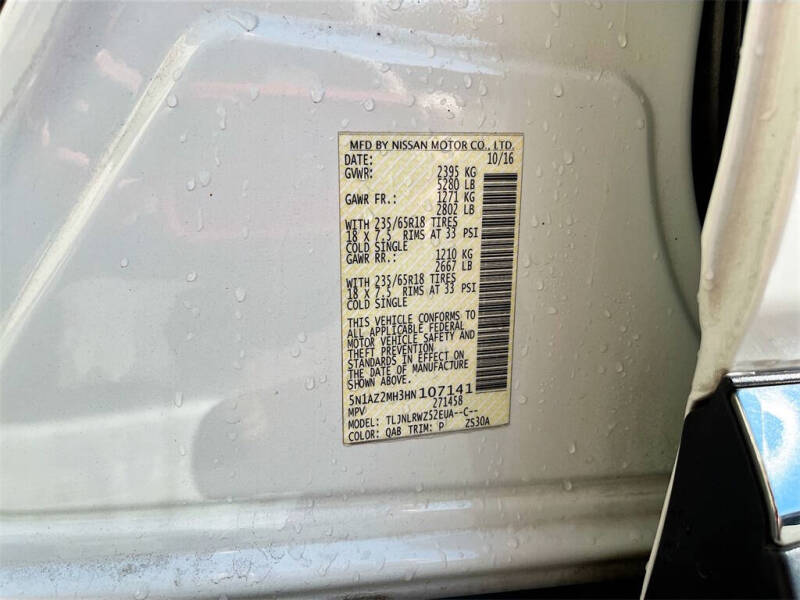 MFD BY NISSAN MOTOR CO., LTD.
DATE: 10/16
GVWR: 2395 KG
5280 LB
GAWR FR.: 1271 KG
2802 LB
WITH 235/65R18 TIRES
18 X 7.5 RIMS AT 33 PSI
COLD SINGLE
GAWR RR.: 1210 KG
2667 LB
WITH 235/65R18 TIRES
18 X 7.5 RIMS AT 33 PSI
COLD SINGLE
THIS VEHICLE CONFORMS TO
ALL APPLICABLE FEDERAL
MOTOR VEHICLE SAFETY AND
THEFT PREVENTION
STANDARDS IN EFFECT ON
THE DATE OF MANUFACTURE
SHOWN ABOVE.
5N1AZ2MH3HN107141
MPV 271458
MODEL: TLJNLRWZ52EUA--C--
COLOR: QAB TRIM: P ZS30A